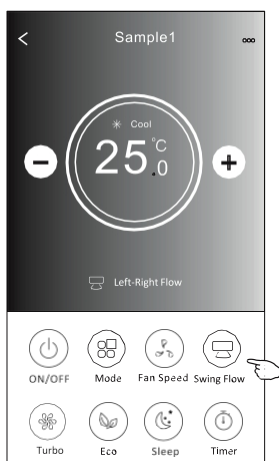 Sample1
Cool
25.0°C
Left-Right Flow
ON/OFF Mode Fan Speed Swing Flow
Turbo Eco Sleep Timer